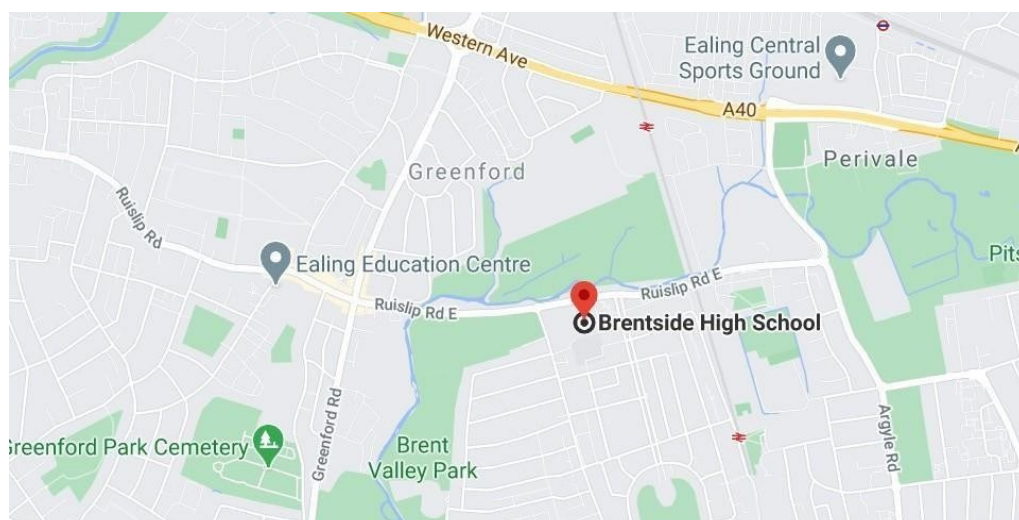 Western Ave
Ealing Central
Sports Ground
A40
Greenford
Perivale
Ruislip Rd
Ealing Education Centre
Pits
Ruislip Rd E
Ruislip Rd E
Brentside High School
Greenford Rd
Argyle Rd
Greenford Park Cemetery
Brent
Valley Park